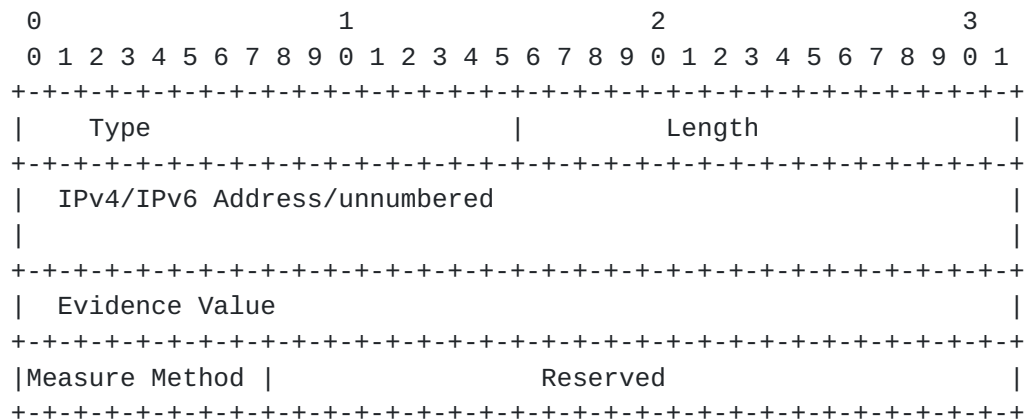 0                   1                   2                   3
 0 1 2 3 4 5 6 7 8 9 0 1 2 3 4 5 6 7 8 9 0 1 2 3 4 5 6 7 8 9 0 1
+-+-+-+-+-+-+-+-+-+-+-+-+-+-+-+-+-+-+-+-+-+-+-+-+-+-+-+-+-+-+-+-+
|    Type                       |         Length                |
+-+-+-+-+-+-+-+-+-+-+-+-+-+-+-+-+-+-+-+-+-+-+-+-+-+-+-+-+-+-+-+-+
|  IPv4/IPv6 Address/unnumbered                                 |
|                                                               |
+-+-+-+-+-+-+-+-+-+-+-+-+-+-+-+-+-+-+-+-+-+-+-+-+-+-+-+-+-+-+-+-+
|  Evidence Value                                               |
+-+-+-+-+-+-+-+-+-+-+-+-+-+-+-+-+-+-+-+-+-+-+-+-+-+-+-+-+-+-+-+-+
|Measure Method |                 Reserved                      |
+-+-+-+-+-+-+-+-+-+-+-+-+-+-+-+-+-+-+-+-+-+-+-+-+-+-+-+-+-+-+-+-+